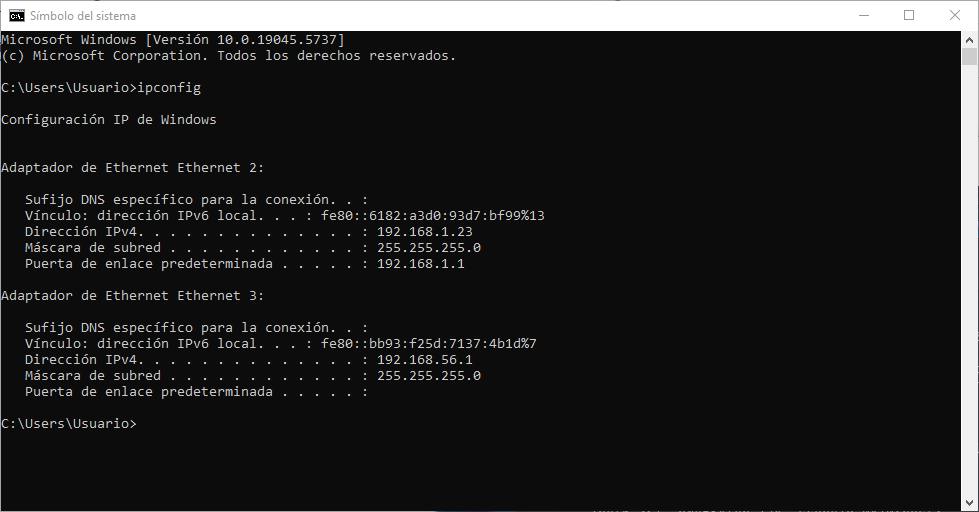 Símbolo del sistema
Microsoft Windows [Versión 10.0.19045.5737]
(c) Microsoft Corporation. Todos los derechos reservados.
C:\Users\Usuario>ipconfig
Configuración IP de Windows
Adaptador de Ethernet Ethernet 2:
Sufijo DNS específico para la conexión. . :
Vínculo: dirección IPv6 local. . . : fe80::6182:a3d0:93d7:bf99%13
Dirección IPv4. . . . . . . . . . . . . . : 192.168.1.23
Máscara de subred . . . . . . . . . . . . : 255.255.255.0
Puerta de enlace predeterminada . . . . . : 192.168.1.1
Adaptador de Ethernet Ethernet 3:
Sufijo DNS específico para la conexión. . :
Vínculo: dirección IPv6 local. . . : fe80::bb93:f25d:7137:4b1d%7
Dirección IPv4. . . . . . . . . . . . . . : 192.168.56.1
Máscara de subred . . . . . . . . . . . . : 255.255.255.0
Puerta de enlace predeterminada . . . . . :
C:\Users\Usuario>